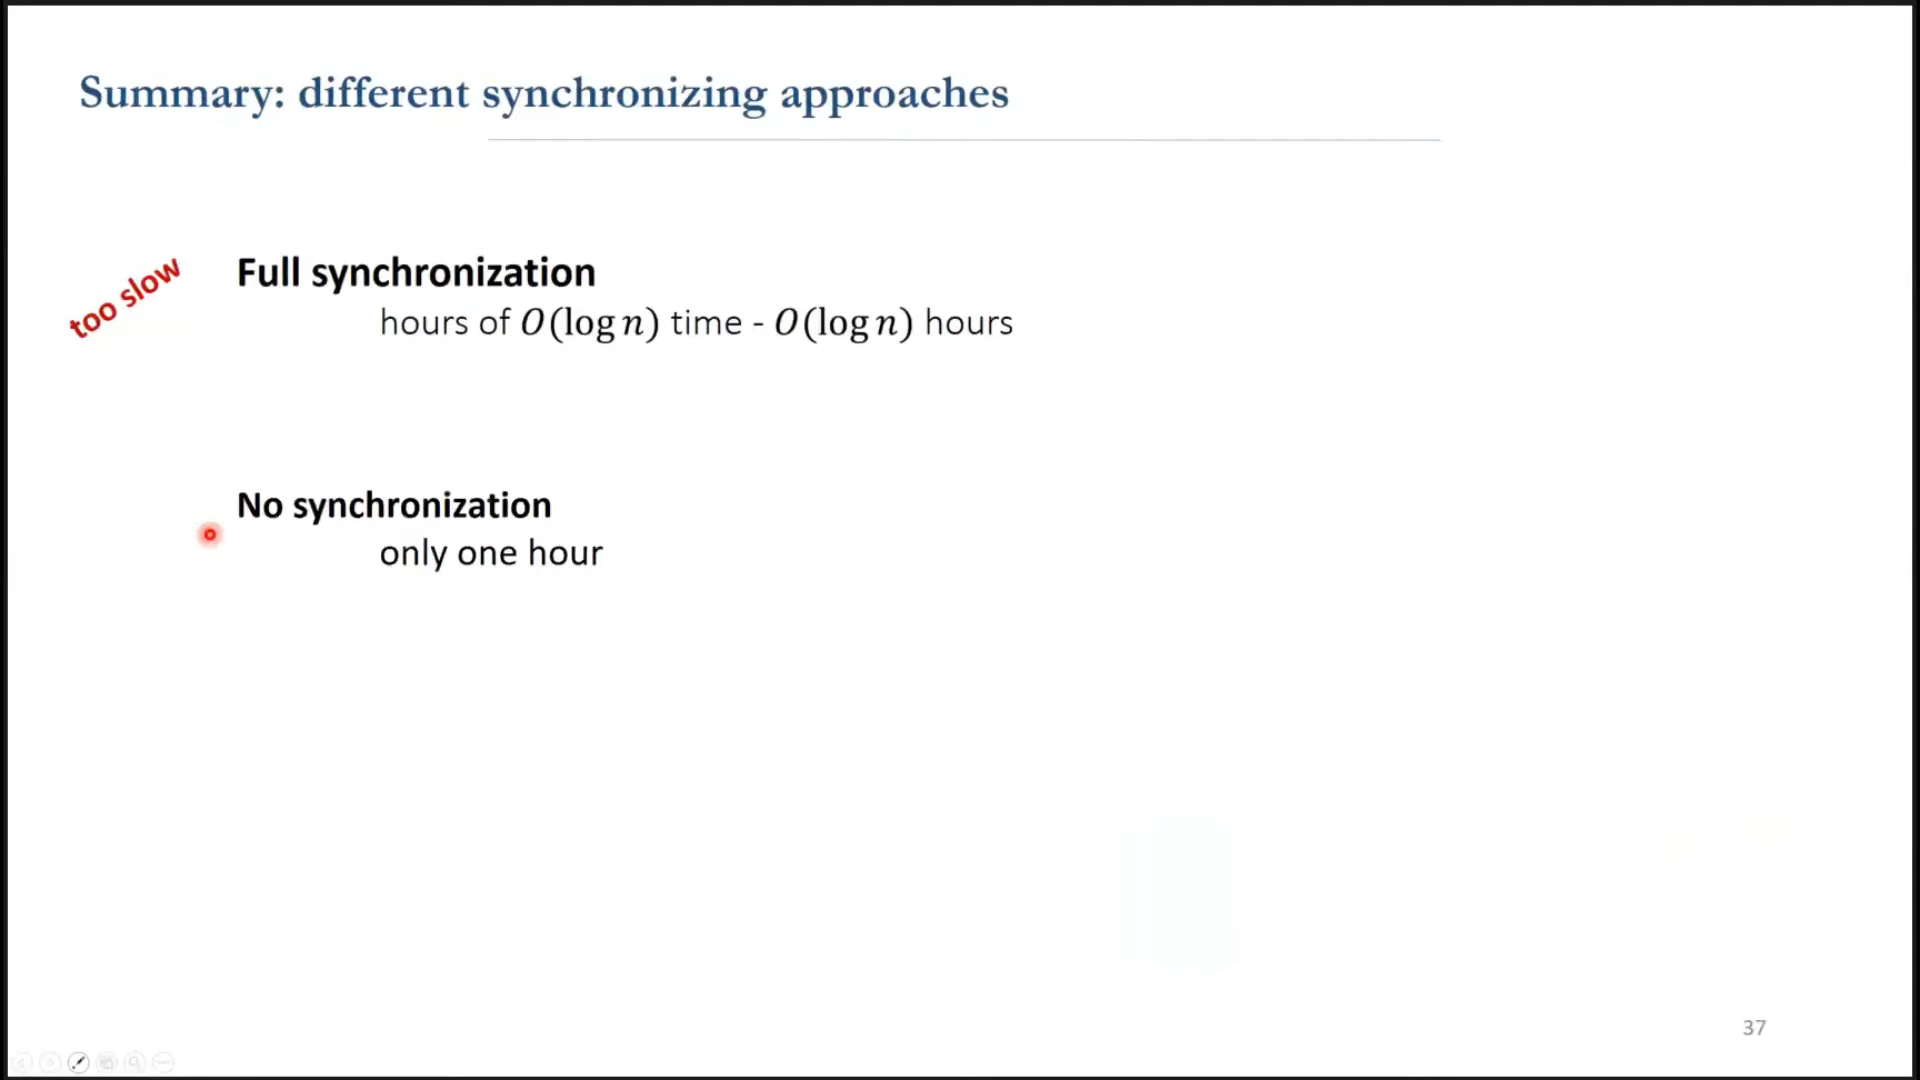 Summary: different synchronizing approaches
too slow
Full synchronization
hours of O(log n) time - O(log n) hours
No synchronization
only one hour
37